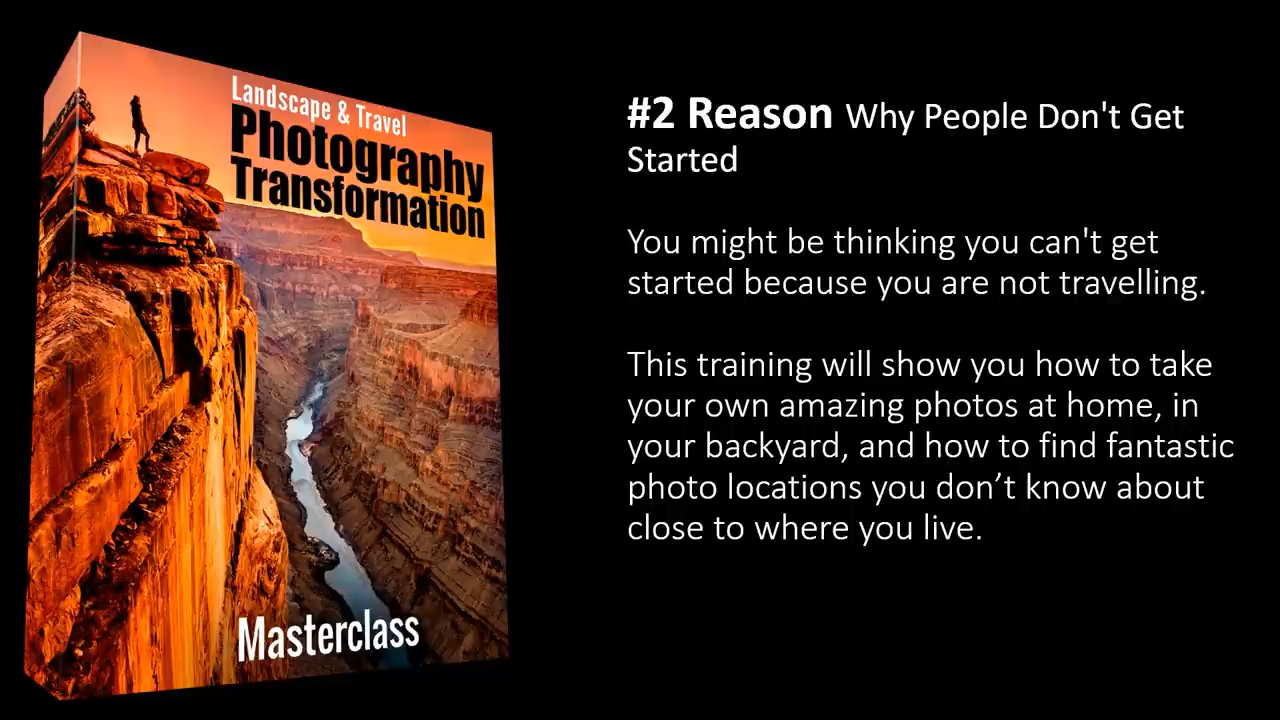 Landscape & Travel
Photography
Transformation
Masterclass
#2 Reason Why People Don't Get
Started
You might be thinking you can't get
started because you are not travelling.
This training will show you how to take
your own amazing photos at home, in
your backyard, and how to find fantastic
photo locations you don’t know about
close to where you live.